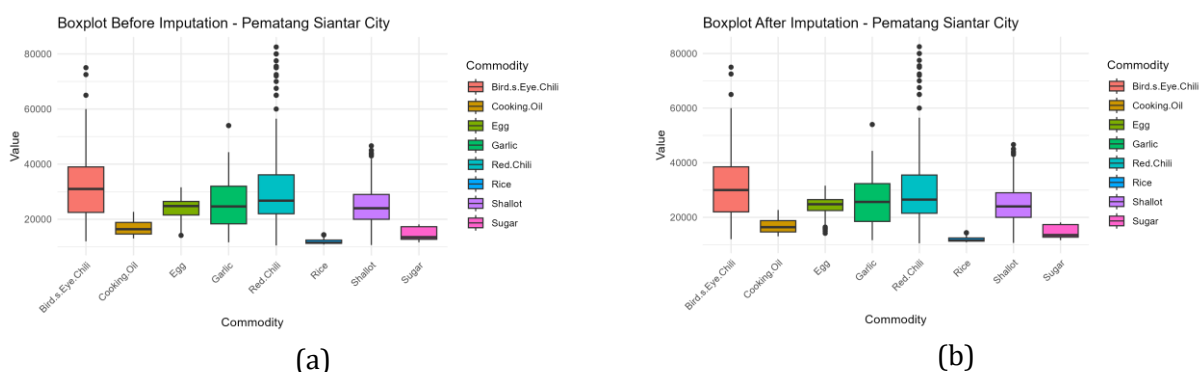 Boxplot Before Imputation - Pematang Siantar City
80000
60000
40000
20000
Value
Bird.s.Eye.Chili
Cooking.Oil
Egg
Garlic
Red.Chili
Rice
Shallot
Sugar
Commodity
Commodity
Bird.s.Eye.Chili
Cooking.Oil
Egg
Garlic
Red.Chili
Rice
Shallot
Sugar
(a)
Boxplot After Imputation - Pematang Siantar City
80000
60000
40000
20000
Value
Bird.s.Eye.Chili
Cooking.Oil
Egg
Garlic
Red.Chili
Rice
Shallot
Sugar
Commodity
Commodity
Bird.s.Eye.Chili
Cooking.Oil
Egg
Garlic
Red.Chili
Rice
Shallot
Sugar
(b)